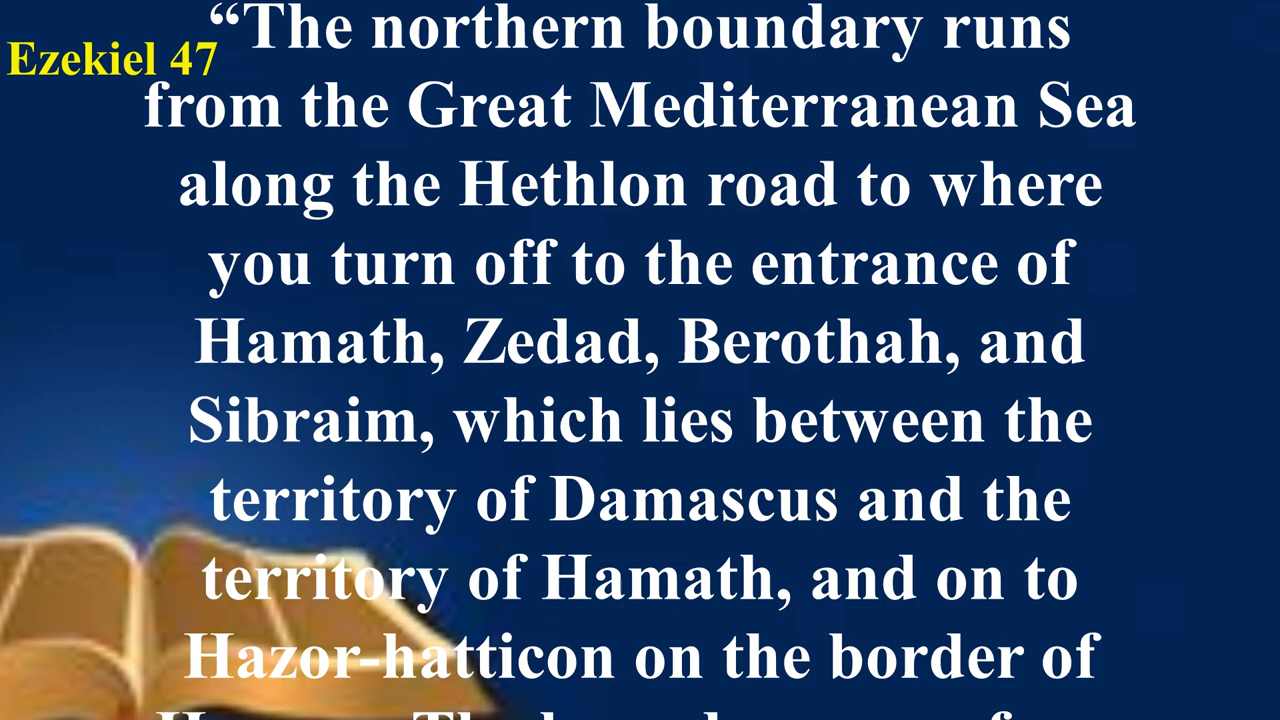 Ezekiel 47
“The northern boundary runs
from the Great Mediterranean Sea
along the Hethlon road to where
you turn off to the entrance of
Hamath, Zedad, Berothah, and
Sibraim, which lies between the
territory of Damascus and the
territory of Hamath, and on to
Hazor-hatticon on the border of